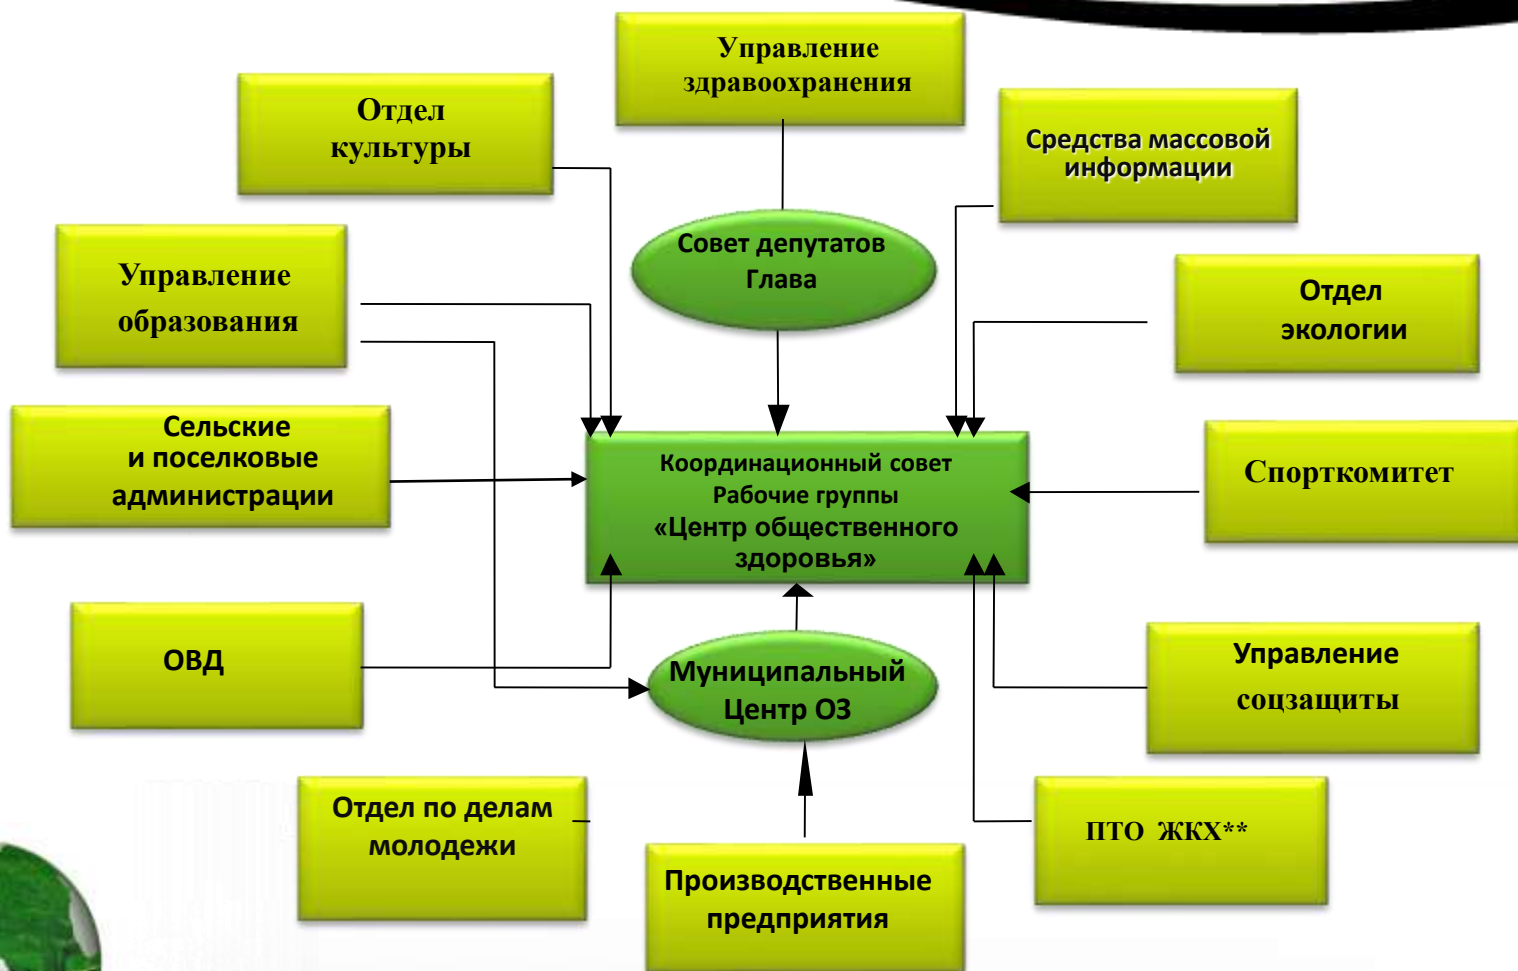 Управление
здравоохранения
Отдел
культуры
Средства массовой
информации
Совет депутатов
Глава
Управление
образования
Отдел
экологии
Сельские
и поселковые
администрации
Координационный совет
Рабочие группы
«Центр общественного
здоровья»
Спорткомитет
ОВД
Муниципальный
Центр ОЗ
Управление
соцзащиты
Отдел по делам
молодежи
Производственные
предприятия
ПТО ЖКХ**